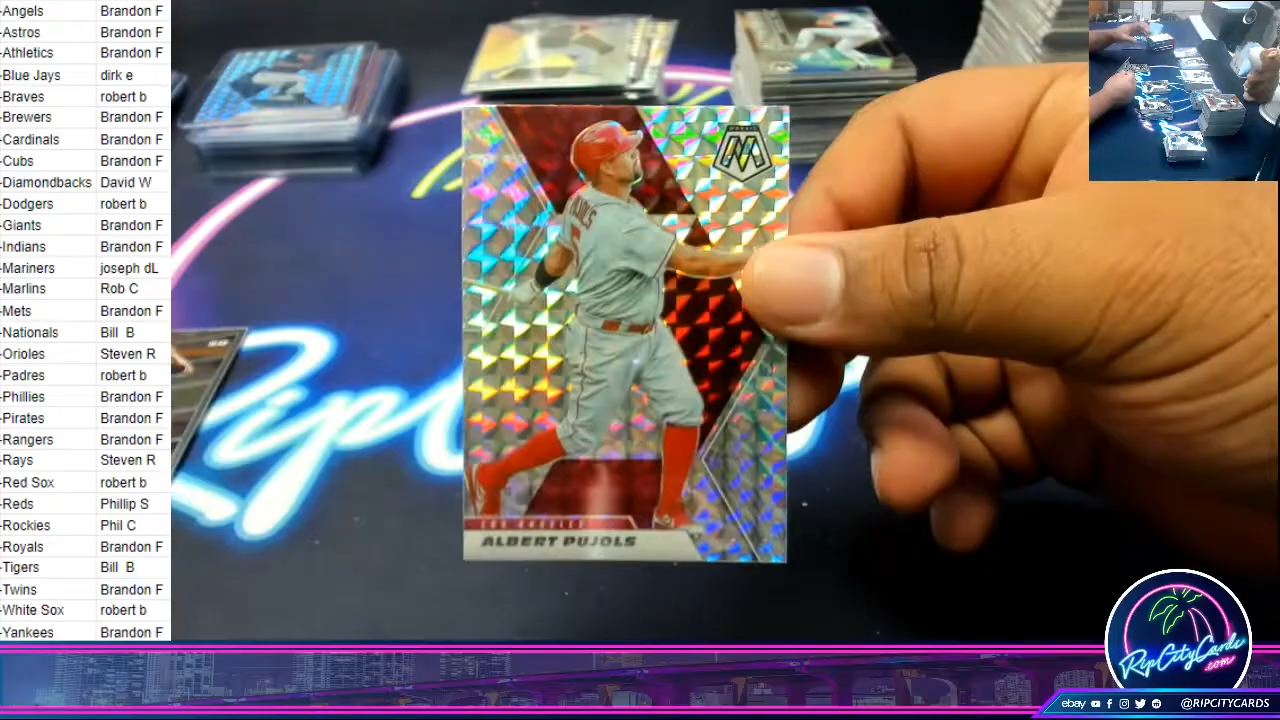 -Angels Brandon F
-Astros Brandon F
-Athletics Brandon F
-Blue Jays dirk e
-Braves robert b
-Brewers Brandon F
-Cardinals Brandon F
-Cubs Brandon F
-Diamondbacks David W
-Dodgers robert b
-Giants Brandon F
-Indians Brandon F
-Mariners joseph dL
-Marlins Rob C
-Mets Brandon F
-Nationals Bill B
-Orioles Steven R
-Padres robert b
-Phillies Brandon F
-Pirates Brandon F
-Rangers Brandon F
-Rays Steven R
-Red Sox robert b
-Reds Phillip S
-Rockies Phil C
-Royals Brandon F
-Tigers Bill B
-Twins Brandon F
-White Sox robert b
-Yankees Brandon F
MOSAIC
M
LOS ANGELES
ALBERT PUJOLS
Rip
RipCityCards
.com
ebay
@RIPCITYCARDS